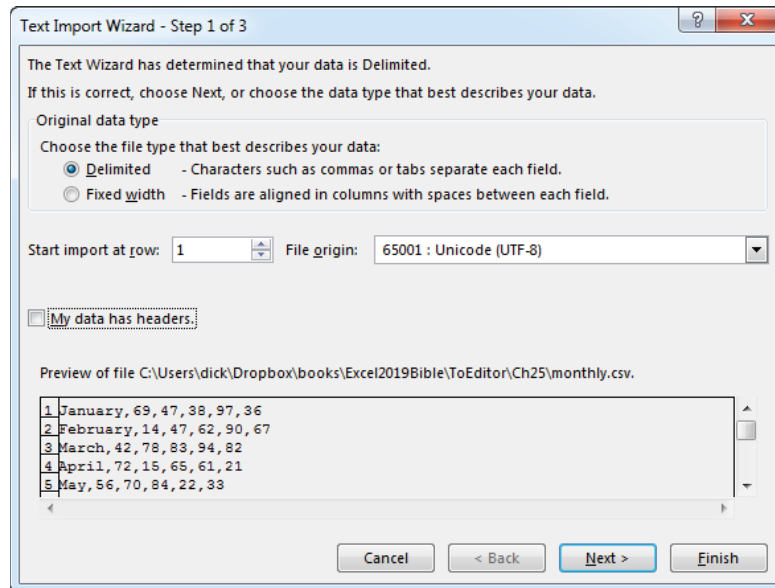 Text Import Wizard - Step 1 of 3
The Text Wizard has determined that your data is Delimited.
If this is correct, choose Next, or choose the data type that best describes your data.
Original data type
Choose the file type that best describes your data:
Delimited - Characters such as commas or tabs separate each field.
Fixed width - Fields are aligned in columns with spaces between each field.
Start import at row: 1 File origin: 65001 : Unicode (UTF-8)
My data has headers.
Preview of file C:\Users\dick\Dropbox\books\Excel2019Bible\ToEditor\Ch25\monthly.csv.
1 January,69,47,38,97,36
2 February,14,47,62,90,67
3 March,42,78,83,94,82
4 April,72,15,65,61,21
5 May,56,70,84,22,33
Cancel < Back Next > Finish